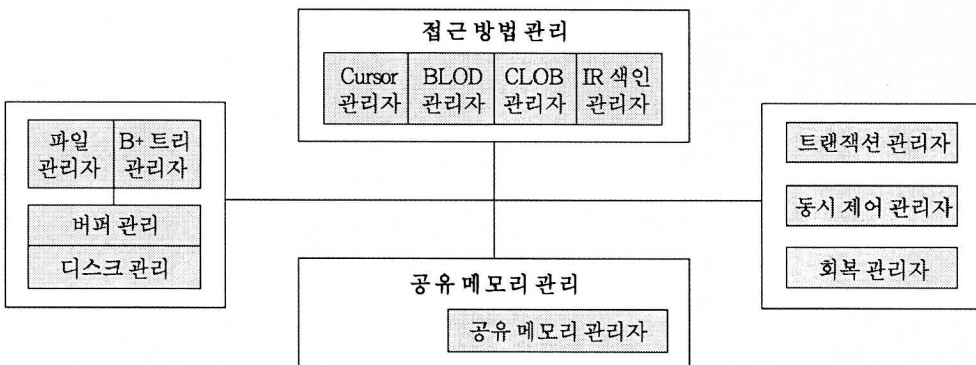 접근 방법 관리
Cursor 관리자
BLOD 관리자
CLOB 관리자
IR 색인 관리자
파일 관리자
B+ 트리 관리자
버퍼 관리
디스크 관리
트랜잭션 관리자
동시 제어 관리자
회복 관리자
공유 메모리 관리
공유 메모리 관리자